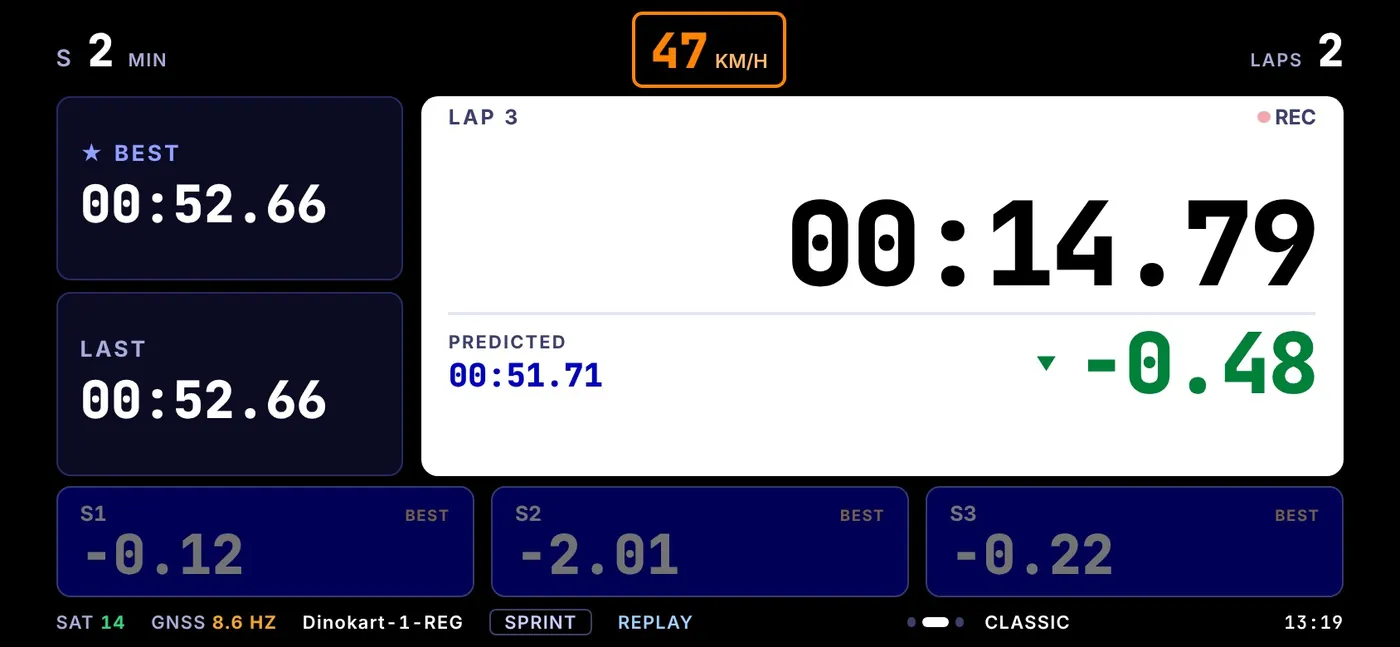 S 2 MIN
47 KM/H
LAPS 2
★ BEST
00:52.66
LAST
00:52.66
LAP 3
REC
00:14.79
PREDICTED
00:51.71
▼ -0.48
S1 BEST
-0.12
S2 BEST
-2.01
S3 BEST
-0.22
SAT 14 GNSS 8.6 HZ Dinokart-1-REG SPRINT REPLAY CLASSIC 13:19